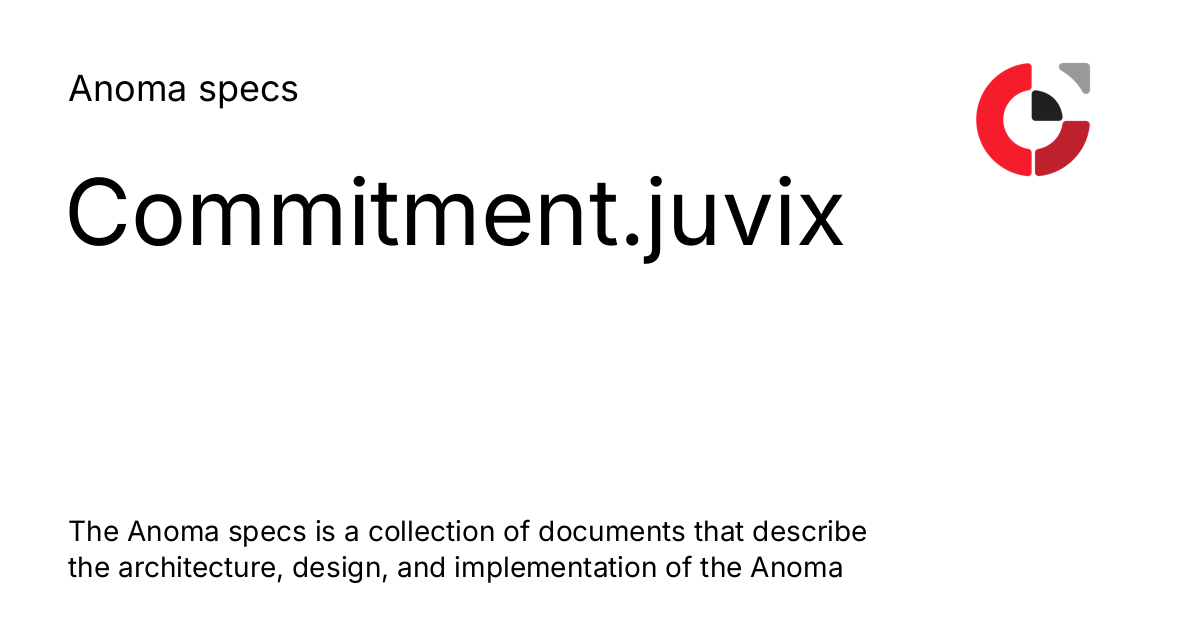 Anoma specs
Commitment.juvix
The Anoma specs is a collection of documents that describe
the architecture, design, and implementation of the Anoma